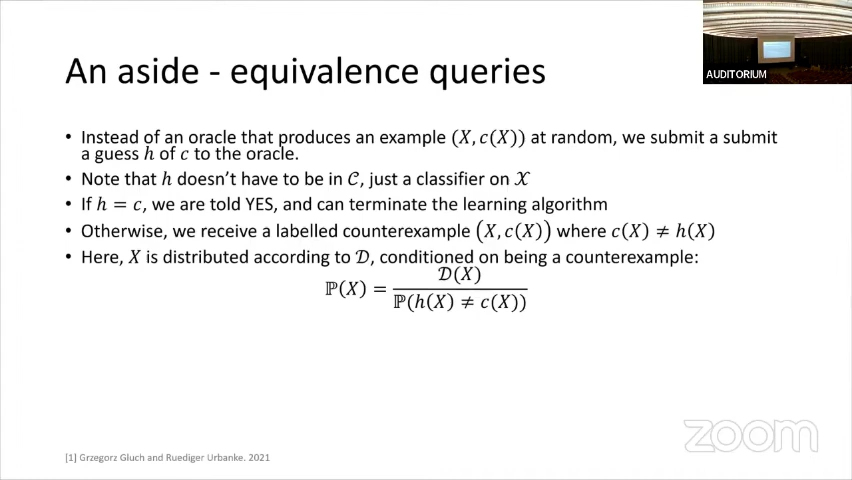 AUDITORIUM
An aside - equivalence queries
• Instead of an oracle that produces an example (X, c(X)) at random, we submit a submit
a guess h of c to the oracle.
• Note that h doesn't have to be in 𝒞, just a classifier on 𝒳
• If h = c, we are told YES, and can terminate the learning algorithm
• Otherwise, we receive a labelled counterexample (X, c(X)) where c(X) ≠ h(X)
• Here, X is distributed according to 𝒟, conditioned on being a counterexample:
ℙ(X) = 𝒟(X) / ℙ(h(X) ≠ c(X))
zoom
[1] Grzegorz Gluch and Ruediger Urbanke. 2021